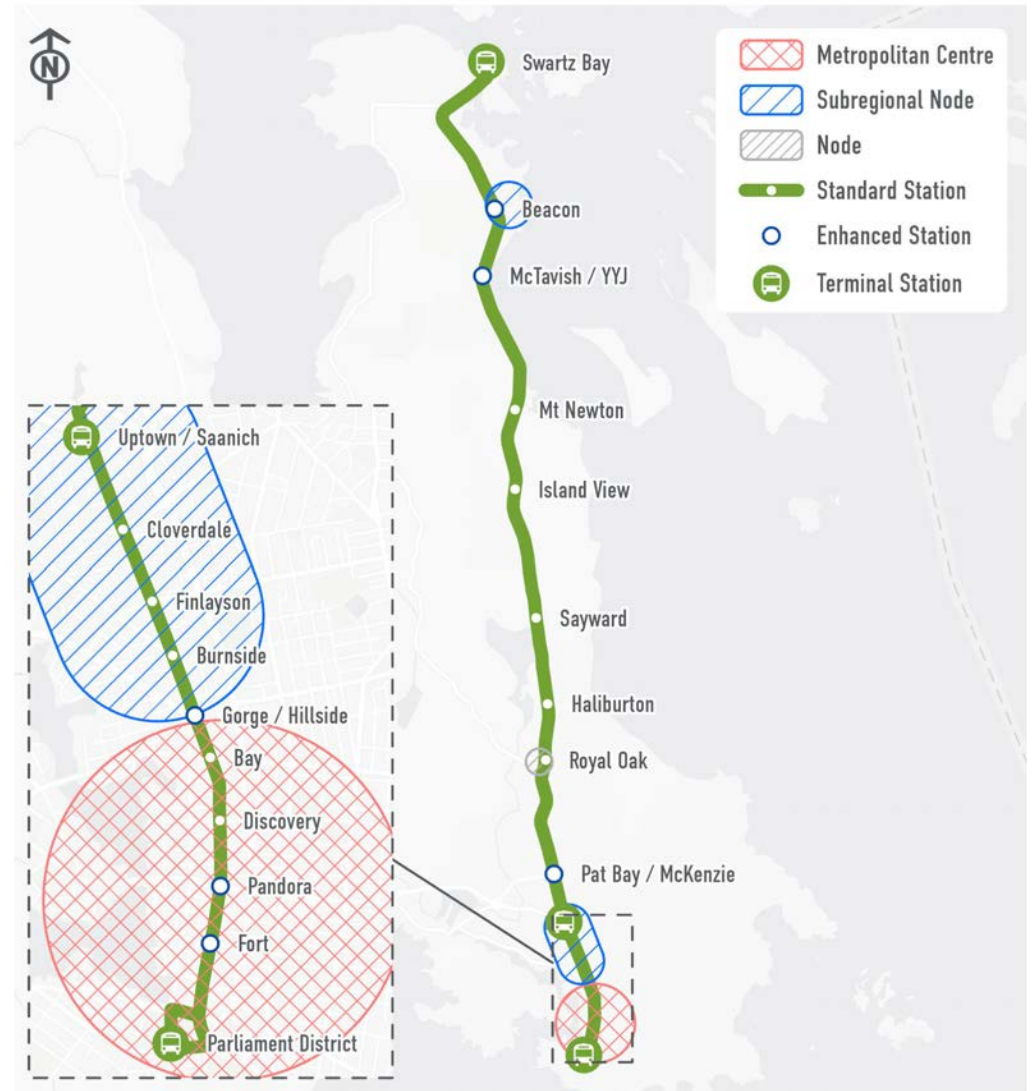 N
Swartz Bay
Metropolitan Centre
Subregional Node
Node
Standard Station
Enhanced Station
Terminal Station
Beacon
McTavish / YYJ
Mt Newton
Island View
Sayward
Haliburton
Royal Oak
Pat Bay / McKenzie
Uptown / Saanich
Cloverdale
Finlayson
Burnside
Gorge / Hillside
Bay
Discovery
Pandora
Fort
Parliament District